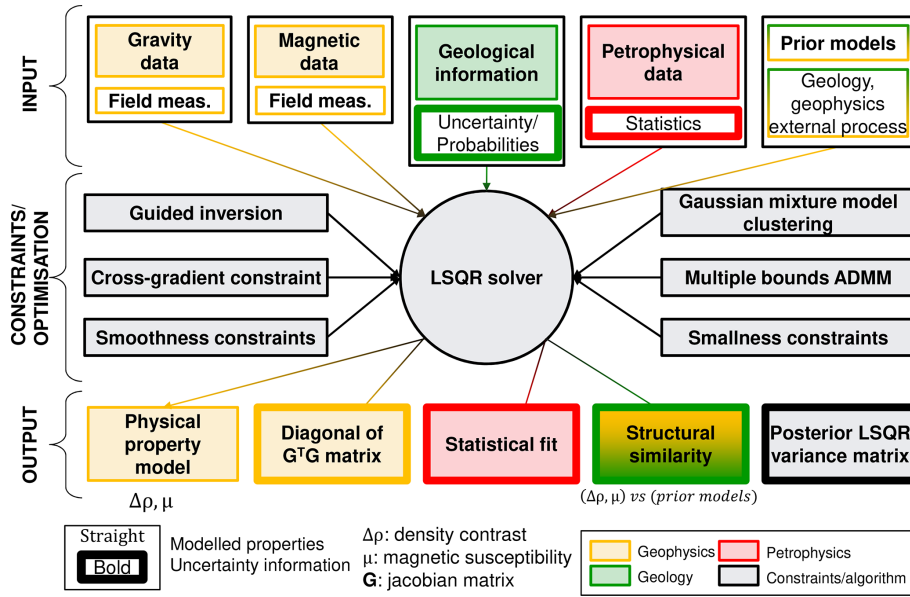 INPUT
Gravity
data
Field meas.
Magnetic
data
Field meas.
Geological
information
Uncertainty/
Probabilities
Petrophysical
data
Statistics
Prior models
Geology,
geophysics
external process
CONSTRAINTS/
OPTIMISATION
Guided inversion
Cross-gradient constraint
Smoothness constraints
LSQR solver
Gaussian mixture model
clustering
Multiple bounds ADMM
Smallness constraints
OUTPUT
Physical
property
model
Δρ, μ
Diagonal of
GᵀG matrix
Statistical fit
Structural
similarity
(Δρ, μ) vs (prior models)
Posterior LSQR
variance matrix
Straight
Bold
Modelled properties
Uncertainty information
Δρ: density contrast
μ: magnetic susceptibility
G: jacobian matrix
Geophysics
Petrophysics
Geology
Constraints/algorithm